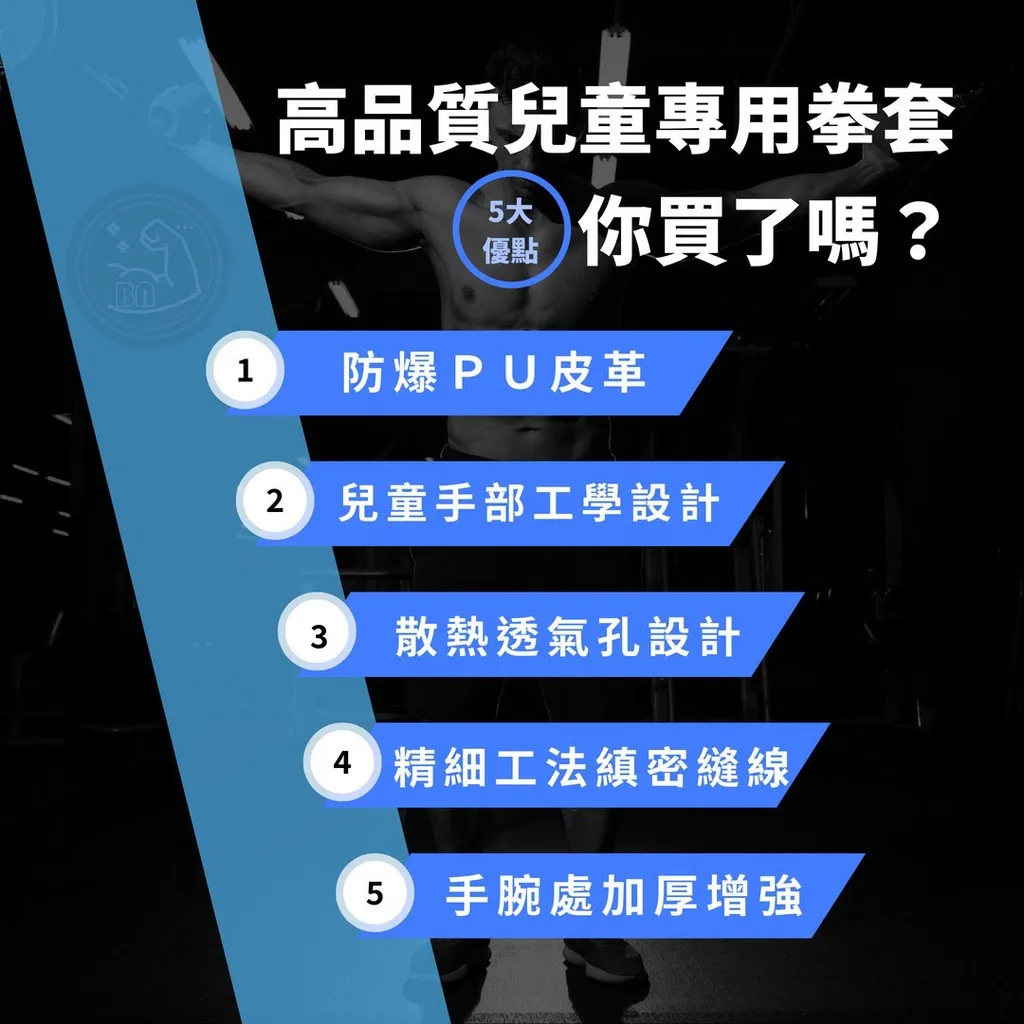 高品質兒童專用拳套
5大
優點
你買了嗎？
BN
1
防爆ＰＵ皮革
2
兒童手部工學設計
3
散熱透氣孔設計
4
精細工法縝密縫線
5
手腕處加厚增強